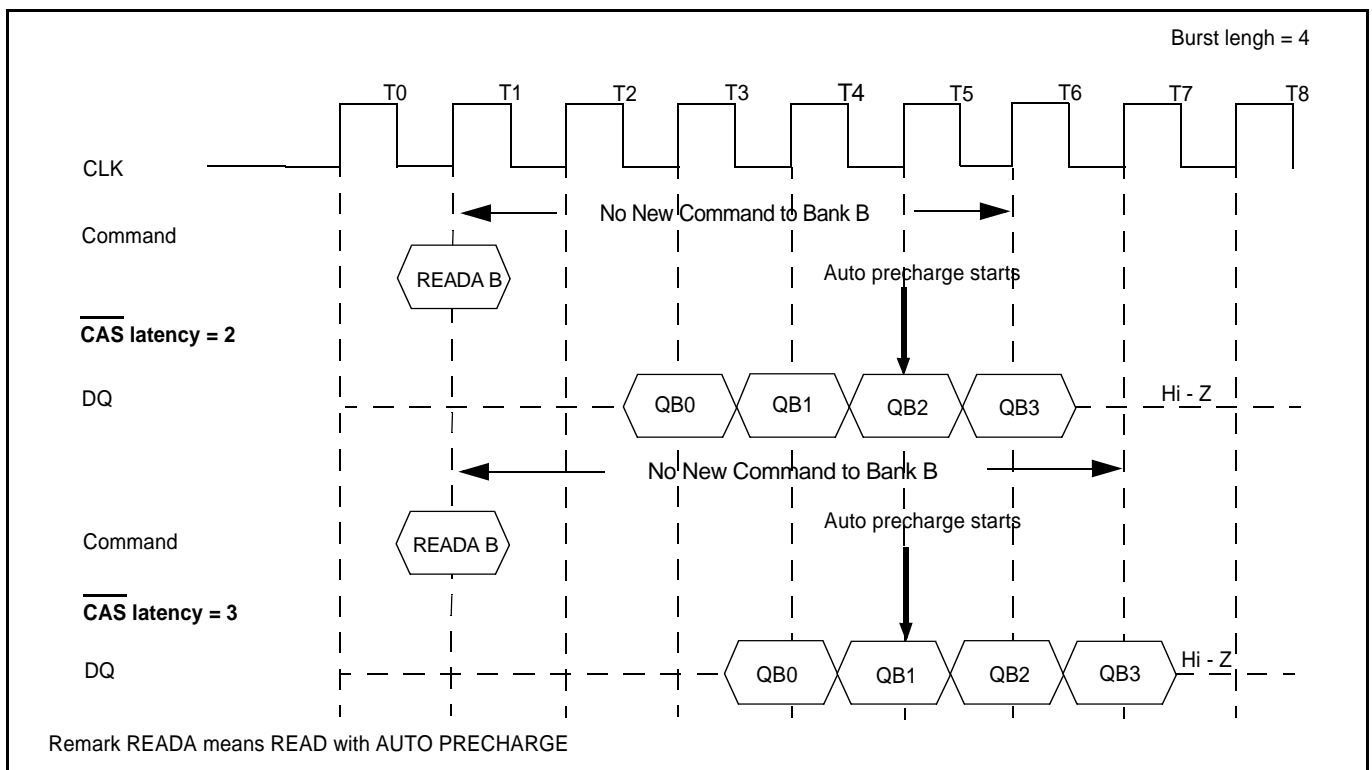 Burst lengh = 4
T0 T1 T2 T3 T4 T5 T6 T7 T8
CLK
No New Command to Bank B
Command
READA B
Auto precharge starts
CAS latency = 2
DQ
QB0 QB1 QB2 QB3 Hi - Z
No New Command to Bank B
Auto precharge starts
Command
READA B
CAS latency = 3
DQ
QB0 QB1 QB2 QB3 Hi - Z
Remark READA means READ with AUTO PRECHARGE